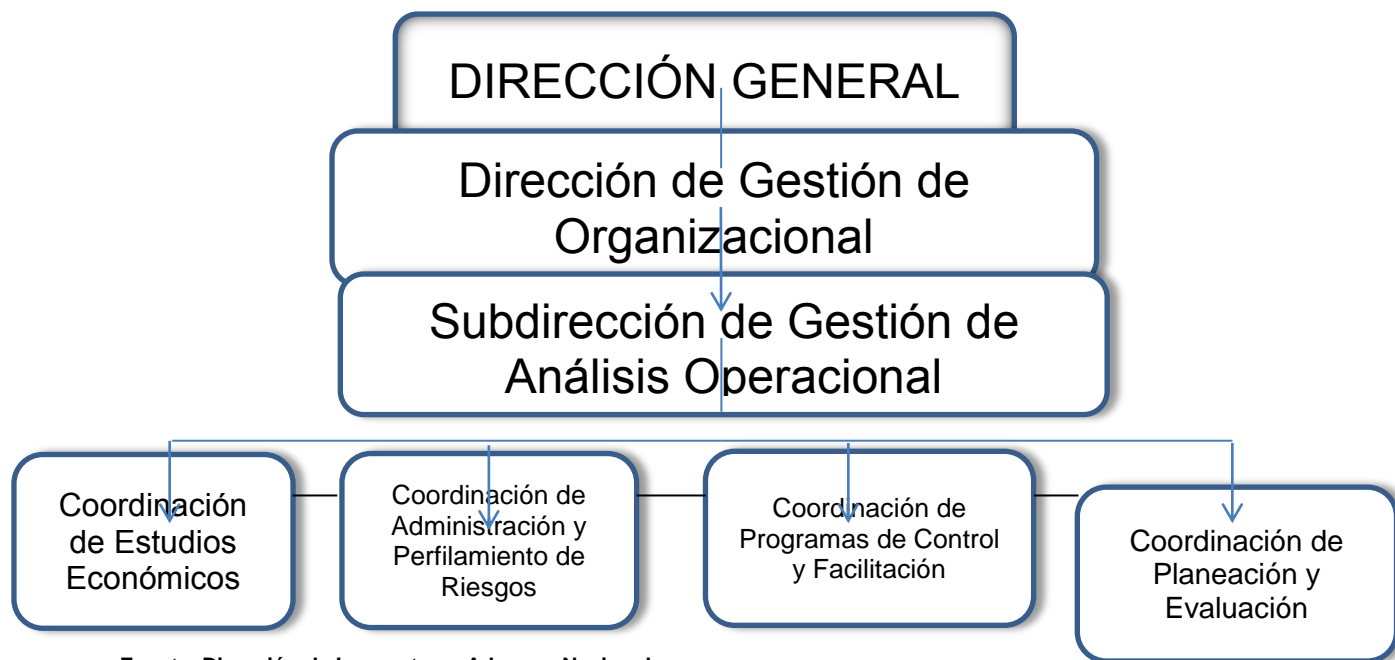 DIRECCIÓN GENERAL
Dirección de Gestión de
Organizacional
Subdirección de Gestión de
Análisis Operacional
Coordinación
de Estudios
Económicos
Coordinación de
Administración y
Perfilamiento de
Riesgos
Coordinación de
Programas de Control
y Facilitación
Coordinación de
Planeación y
Evaluación